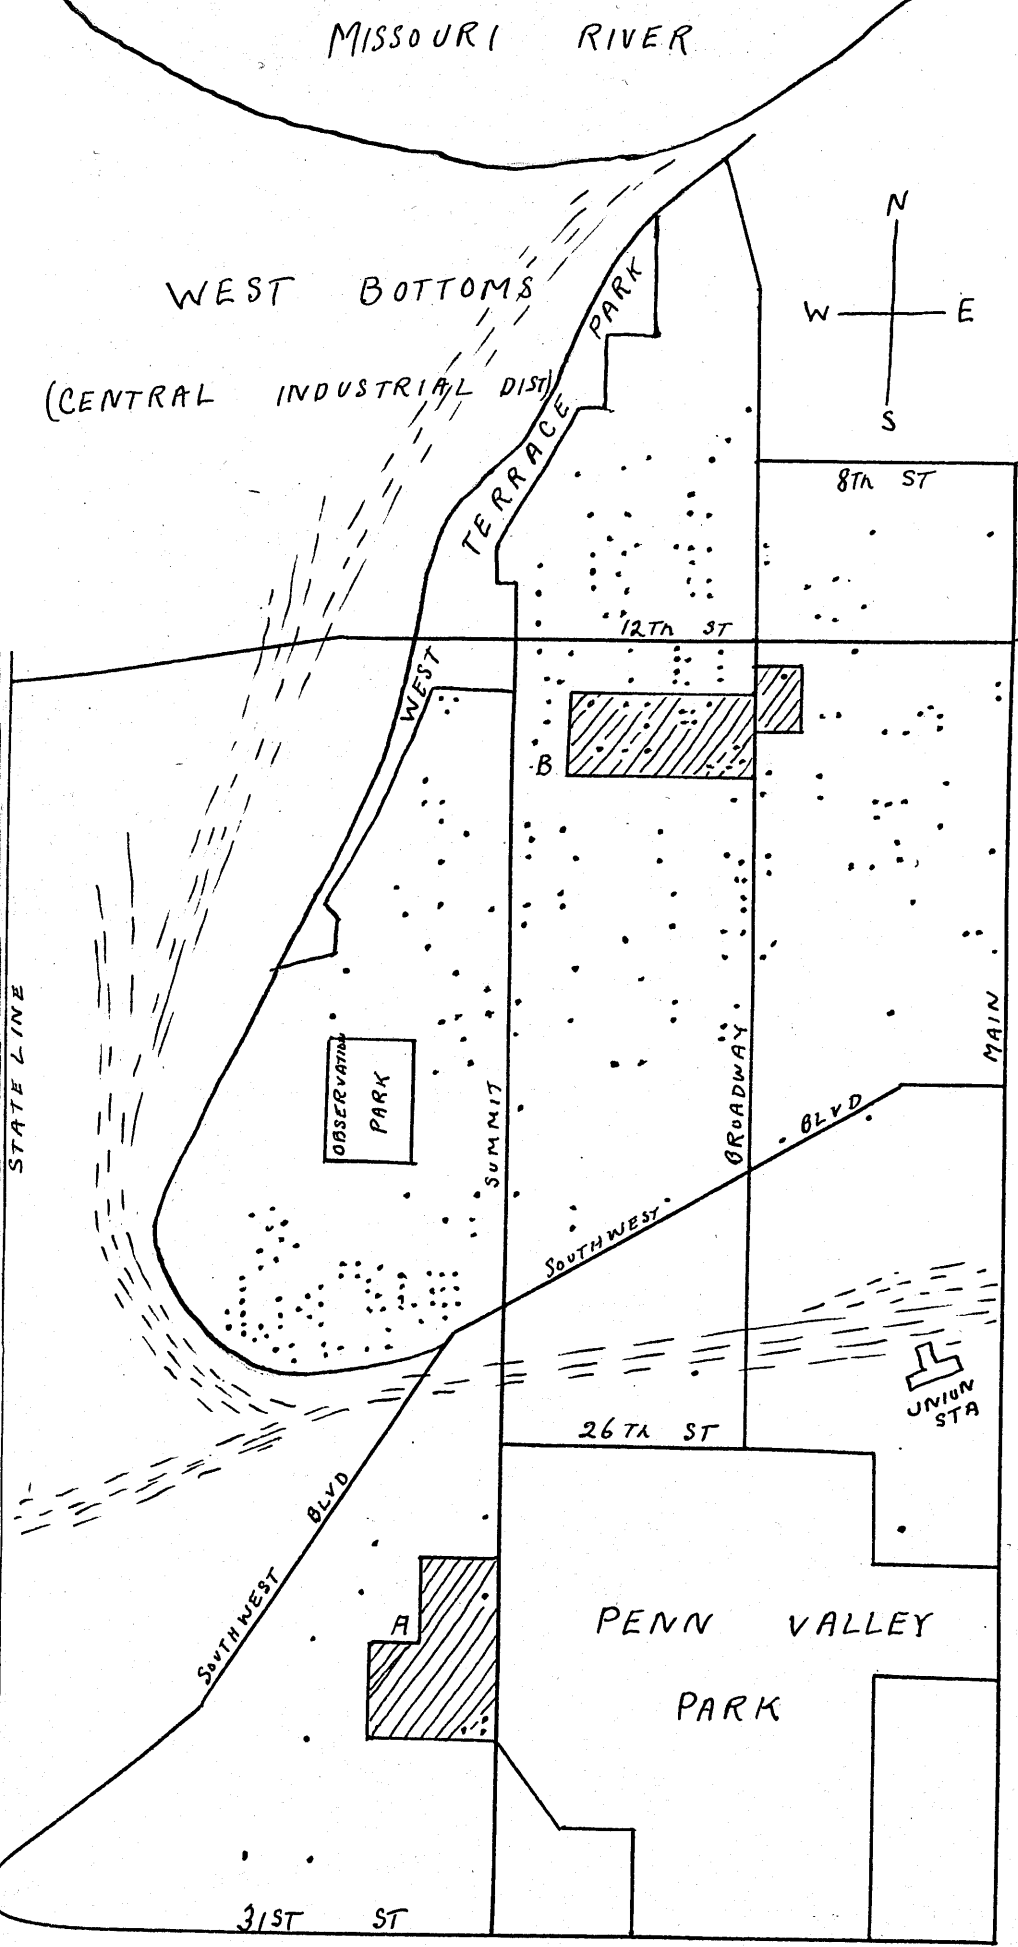 MISSOURI RIVER
N
W E
S
WEST BOTTOMS
(CENTRAL INDUSTRIAL DIST)
WEST TERRACE PARK
8Th ST
12Th ST
B
STATE LINE
OBSERVATION
PARK
SUMMIT
BROADWAY
MAIN
SOUTHWEST BLVD
UNION
STA
26Th ST
SOUTHWEST BLVD
A
PENN VALLEY
PARK
31ST ST